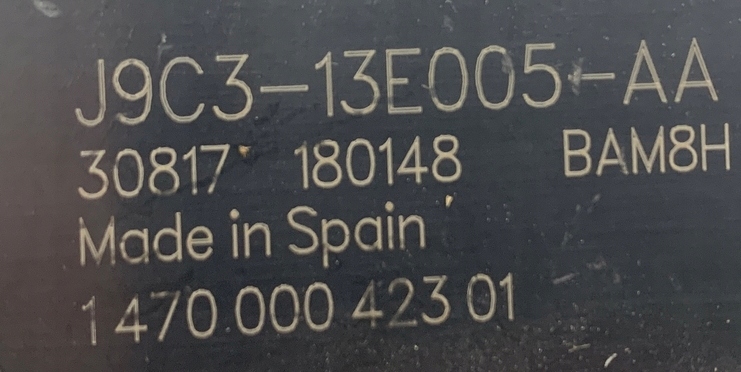 J9C3-13E005-AA
30817 180148 BAM8H
Made in Spain
1 470 000 423 01